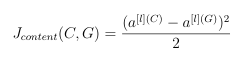 J_{content}(C, G) = \frac{(a^{[l](C)} - a^{[l](G)})^2}{2}